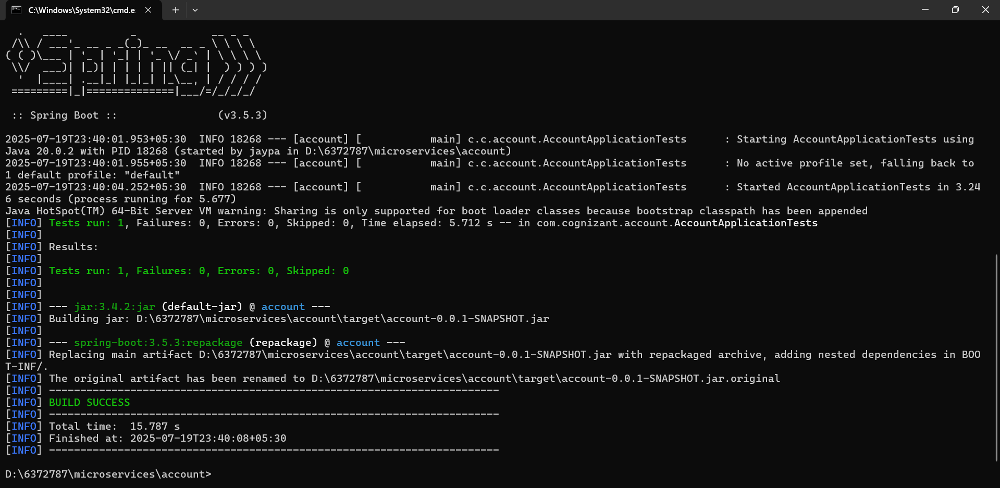 C:\Windows\System32\cmd.e
  .   ____          _            __ _ _
 /\\ / ___'_ __ _ _(_)_ __  __ _ \ \ \ \
( ( )\___ | '_ | '_| | '_ \/ _` | \ \ \ \
 \\/  ___)| |_)| | | | | || (_| |  ) ) ) )
  '  |____| .__|_| |_|_| |_\__, | / / / /
 =========|_|==============|___/=/_/_/_/
 :: Spring Boot ::                (v3.5.3)
2025-07-19T23:40:01.953+05:30  INFO 18268 --- [account] [           main] c.c.account.AccountApplicationTests      : Starting AccountApplicationTests using
Java 20.0.2 with PID 18268 (started by jaypa in D:\6372787\microservices\account)
2025-07-19T23:40:01.955+05:30  INFO 18268 --- [account] [           main] c.c.account.AccountApplicationTests      : No active profile set, falling back to
1 default profile: "default"
2025-07-19T23:40:04.252+05:30  INFO 18268 --- [account] [           main] c.c.account.AccountApplicationTests      : Started AccountApplicationTests in 3.24
6 seconds (process running for 5.677)
Java HotSpot(TM) 64-Bit Server VM warning: Sharing is only supported for boot loader classes because bootstrap classpath has been appended
[INFO] Tests run: 1, Failures: 0, Errors: 0, Skipped: 0, Time elapsed: 5.712 s -- in com.cognizant.account.AccountApplicationTests
[INFO]
[INFO] Results:
[INFO]
[INFO] Tests run: 1, Failures: 0, Errors: 0, Skipped: 0
[INFO]
[INFO]
[INFO] --- jar:3.4.2:jar (default-jar) @ account ---
[INFO] Building jar: D:\6372787\microservices\account\target\account-0.0.1-SNAPSHOT.jar
[INFO]
[INFO] --- spring-boot:3.5.3:repackage (repackage) @ account ---
[INFO] Replacing main artifact D:\6372787\microservices\account\target\account-0.0.1-SNAPSHOT.jar with repackaged archive, adding nested dependencies in BOO
T-INF/.
[INFO] The original artifact has been renamed to D:\6372787\microservices\account\target\account-0.0.1-SNAPSHOT.jar.original
[INFO] ------------------------------------------------------------------------
[INFO] BUILD SUCCESS
[INFO] ------------------------------------------------------------------------
[INFO] Total time:  15.787 s
[INFO] Finished at: 2025-07-19T23:40:08+05:30
[INFO] ------------------------------------------------------------------------
D:\6372787\microservices\account>